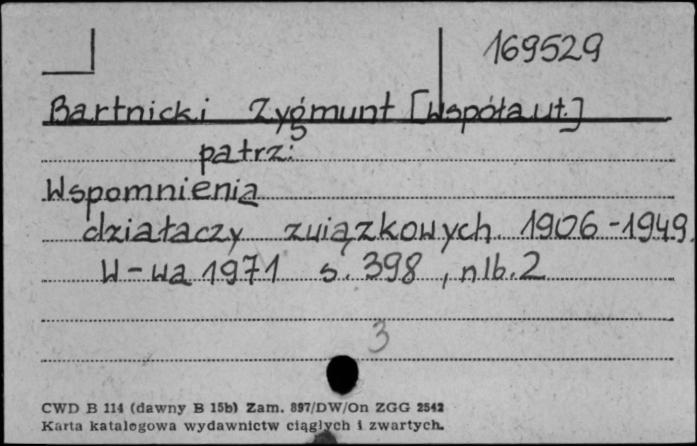 169529
Bartnicki Zygmunt [współaut.]
patrz:
Wspomnienia
działaczy związkowych 1906-1949.
W-wa 1971 s. 398, nlb. 2
3
CWD B 114 (dawny B 15b) Zam. 897/DW/On ZGG 2542
Karta katalogowa wydawnictw ciągłych i zwartych.